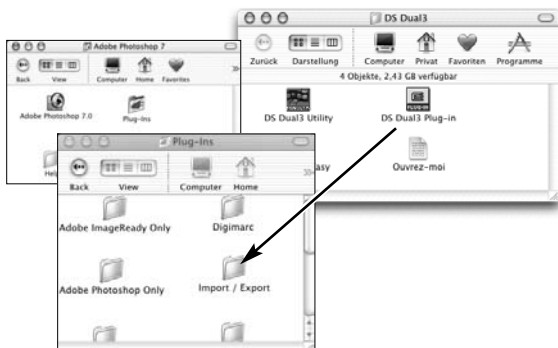 Adobe Photoshop 7
Back View Computer Home Favorites
Adobe Photoshop 7.0 Plug-Ins
Help
DS Dual3
Zurück Darstellung Computer Privat Favoriten Programme
4 Objekte, 2,43 GB verfügbar
DS Dual3 Utility DS Dual3 Plug-in
asy Ouvrez-moi
Plug-Ins
Back View Computer Home
Adobe ImageReady Only Digimarc
Adobe Photoshop Only Import / Export